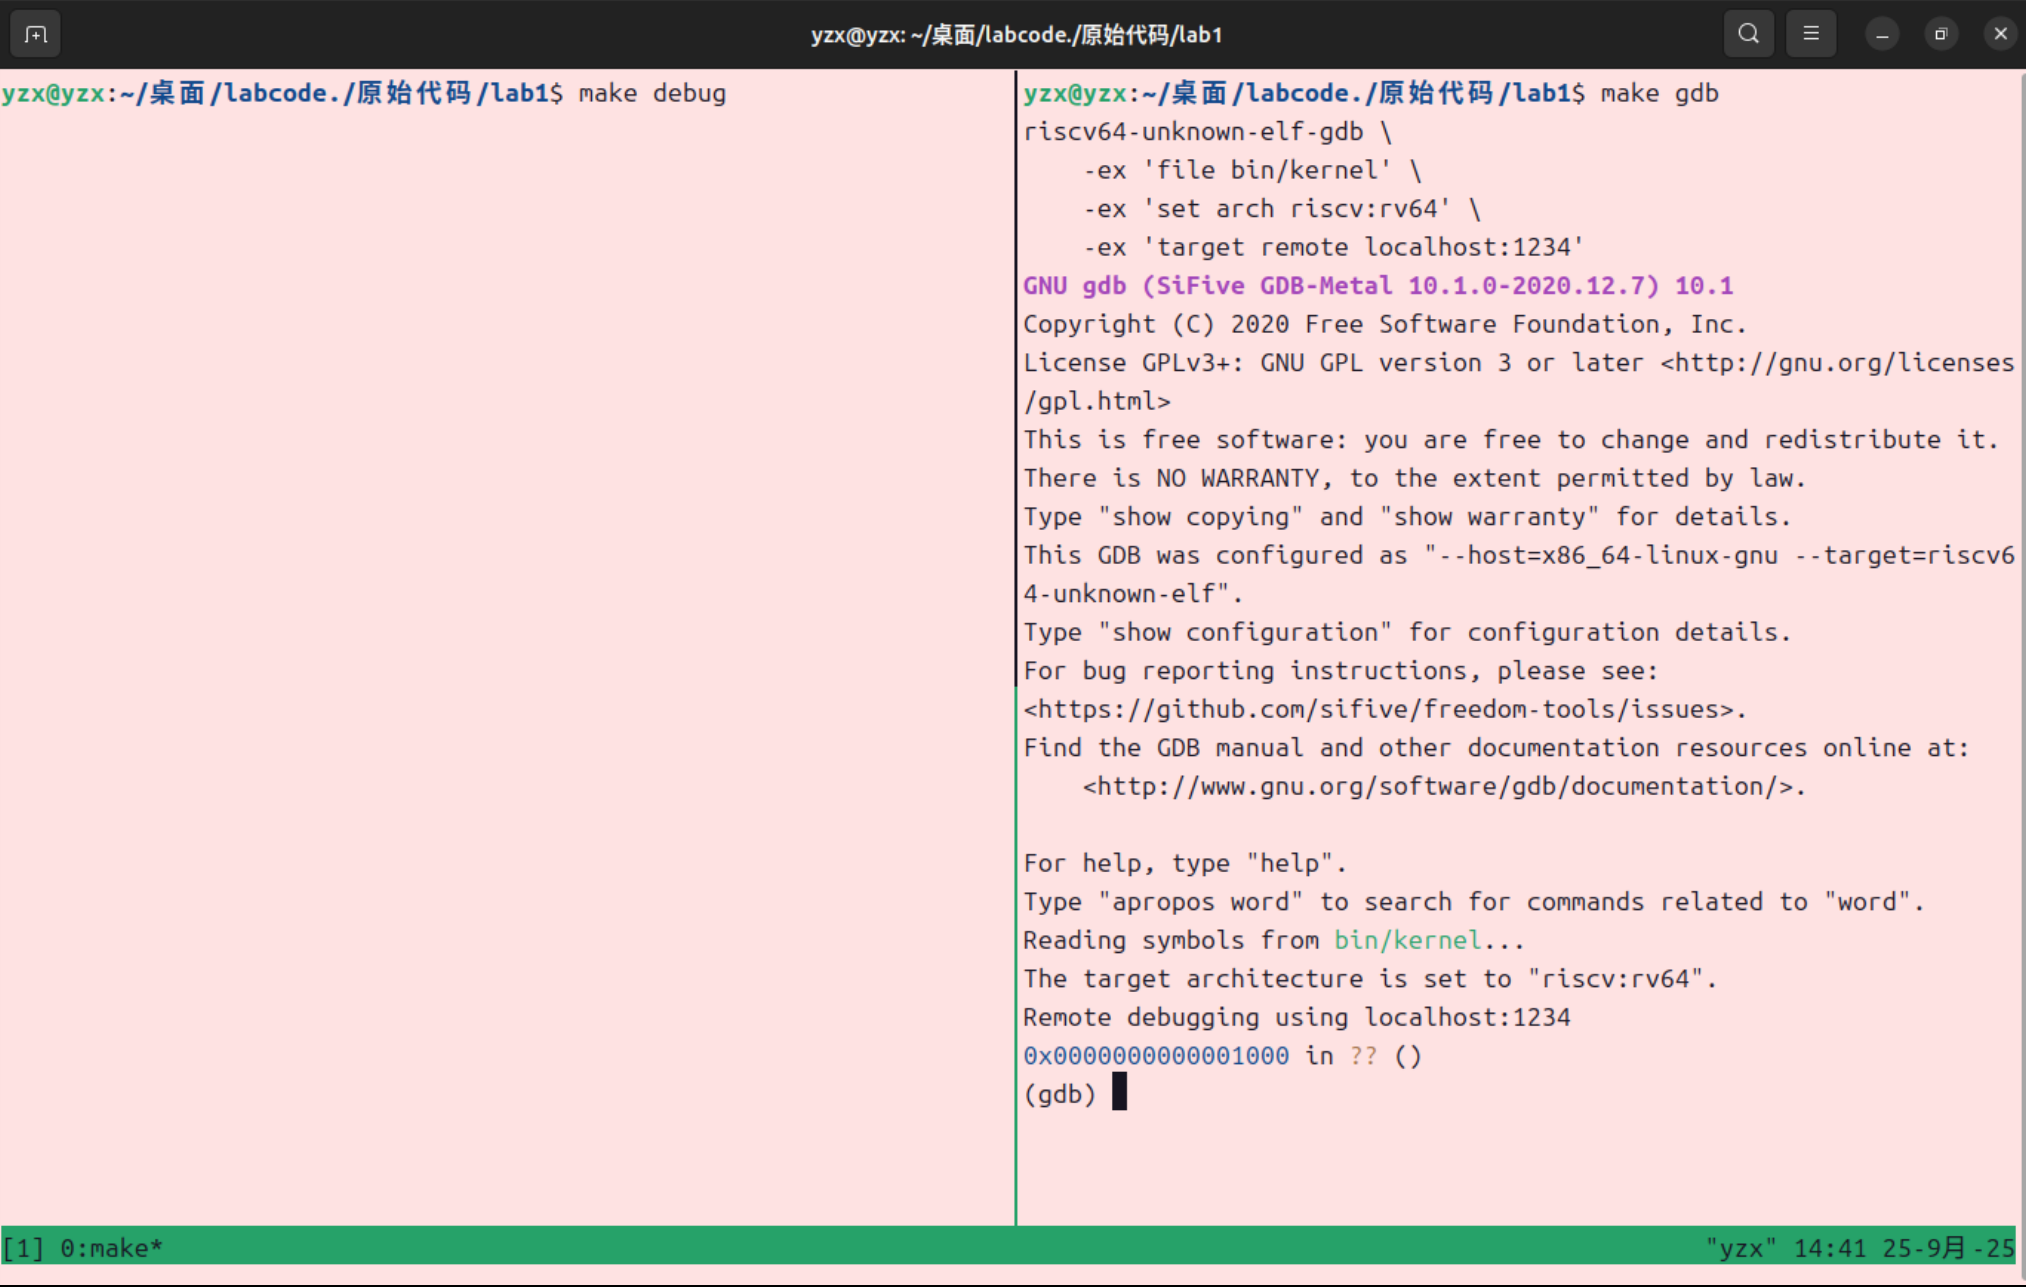 yzx@yzx: ~/桌面/labcode./原始代码/lab1
yzx@yzx:~/桌面/labcode./原始代码/lab1$ make debug
yzx@yzx:~/桌面/labcode./原始代码/lab1$ make gdb
riscv64-unknown-elf-gdb \
    -ex 'file bin/kernel' \
    -ex 'set arch riscv:rv64' \
    -ex 'target remote localhost:1234'
GNU gdb (SiFive GDB-Metal 10.1.0-2020.12.7) 10.1
Copyright (C) 2020 Free Software Foundation, Inc.
License GPLv3+: GNU GPL version 3 or later <http://gnu.org/licenses
/gpl.html>
This is free software: you are free to change and redistribute it.
There is NO WARRANTY, to the extent permitted by law.
Type "show copying" and "show warranty" for details.
This GDB was configured as "--host=x86_64-linux-gnu --target=riscv6
4-unknown-elf".
Type "show configuration" for configuration details.
For bug reporting instructions, please see:
<https://github.com/sifive/freedom-tools/issues>.
Find the GDB manual and other documentation resources online at:
    <http://www.gnu.org/software/gdb/documentation/>.
For help, type "help".
Type "apropos word" to search for commands related to "word".
Reading symbols from bin/kernel...
The target architecture is set to "riscv:rv64".
Remote debugging using localhost:1234
0x0000000000001000 in ?? ()
(gdb)
[1] 0:make*
"yzx" 14:41 25-9月-25